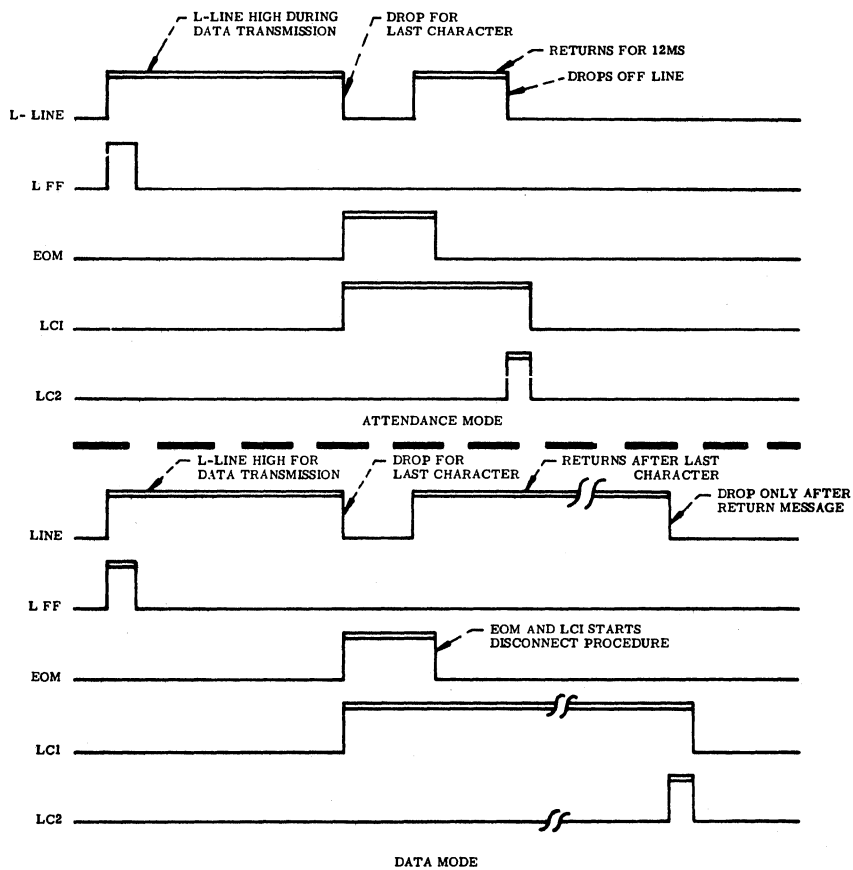 L-LINE HIGH DURING
DATA TRANSMISSION
DROP FOR
LAST CHARACTER
RETURNS FOR 12MS
DROPS OFF LINE
L- LINE
L FF
EOM
LC1
LC2
ATTENDANCE MODE
L-LINE HIGH FOR
DATA TRANSMISSION
DROP FOR
LAST CHARACTER
RETURNS AFTER LAST
CHARACTER
DROP ONLY AFTER
RETURN MESSAGE
LINE
L FF
EOM AND LC1 STARTS
DISCONNECT PROCEDURE
EOM
LC1
LC2
DATA MODE